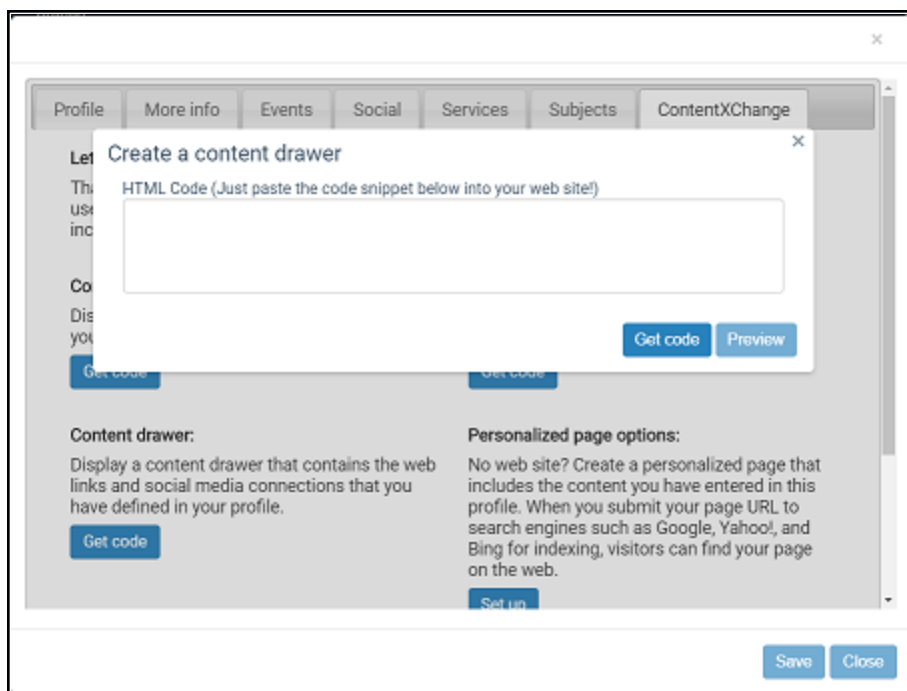 ×
Profile More info Events Social Services Subjects ContentXChange
Create a content drawer ×
HTML Code (Just paste the code snippet below into your web site!)
Get code Preview
Get code Get code
Content drawer:
Display a content drawer that contains the web
links and social media connections that you
have defined in your profile.
Get code
Personalized page options:
No web site? Create a personalized page that
includes the content you have entered in this
profile. When you submit your page URL to
search engines such as Google, Yahoo!, and
Bing for indexing, visitors can find your page
on the web.
Set up
Save Close